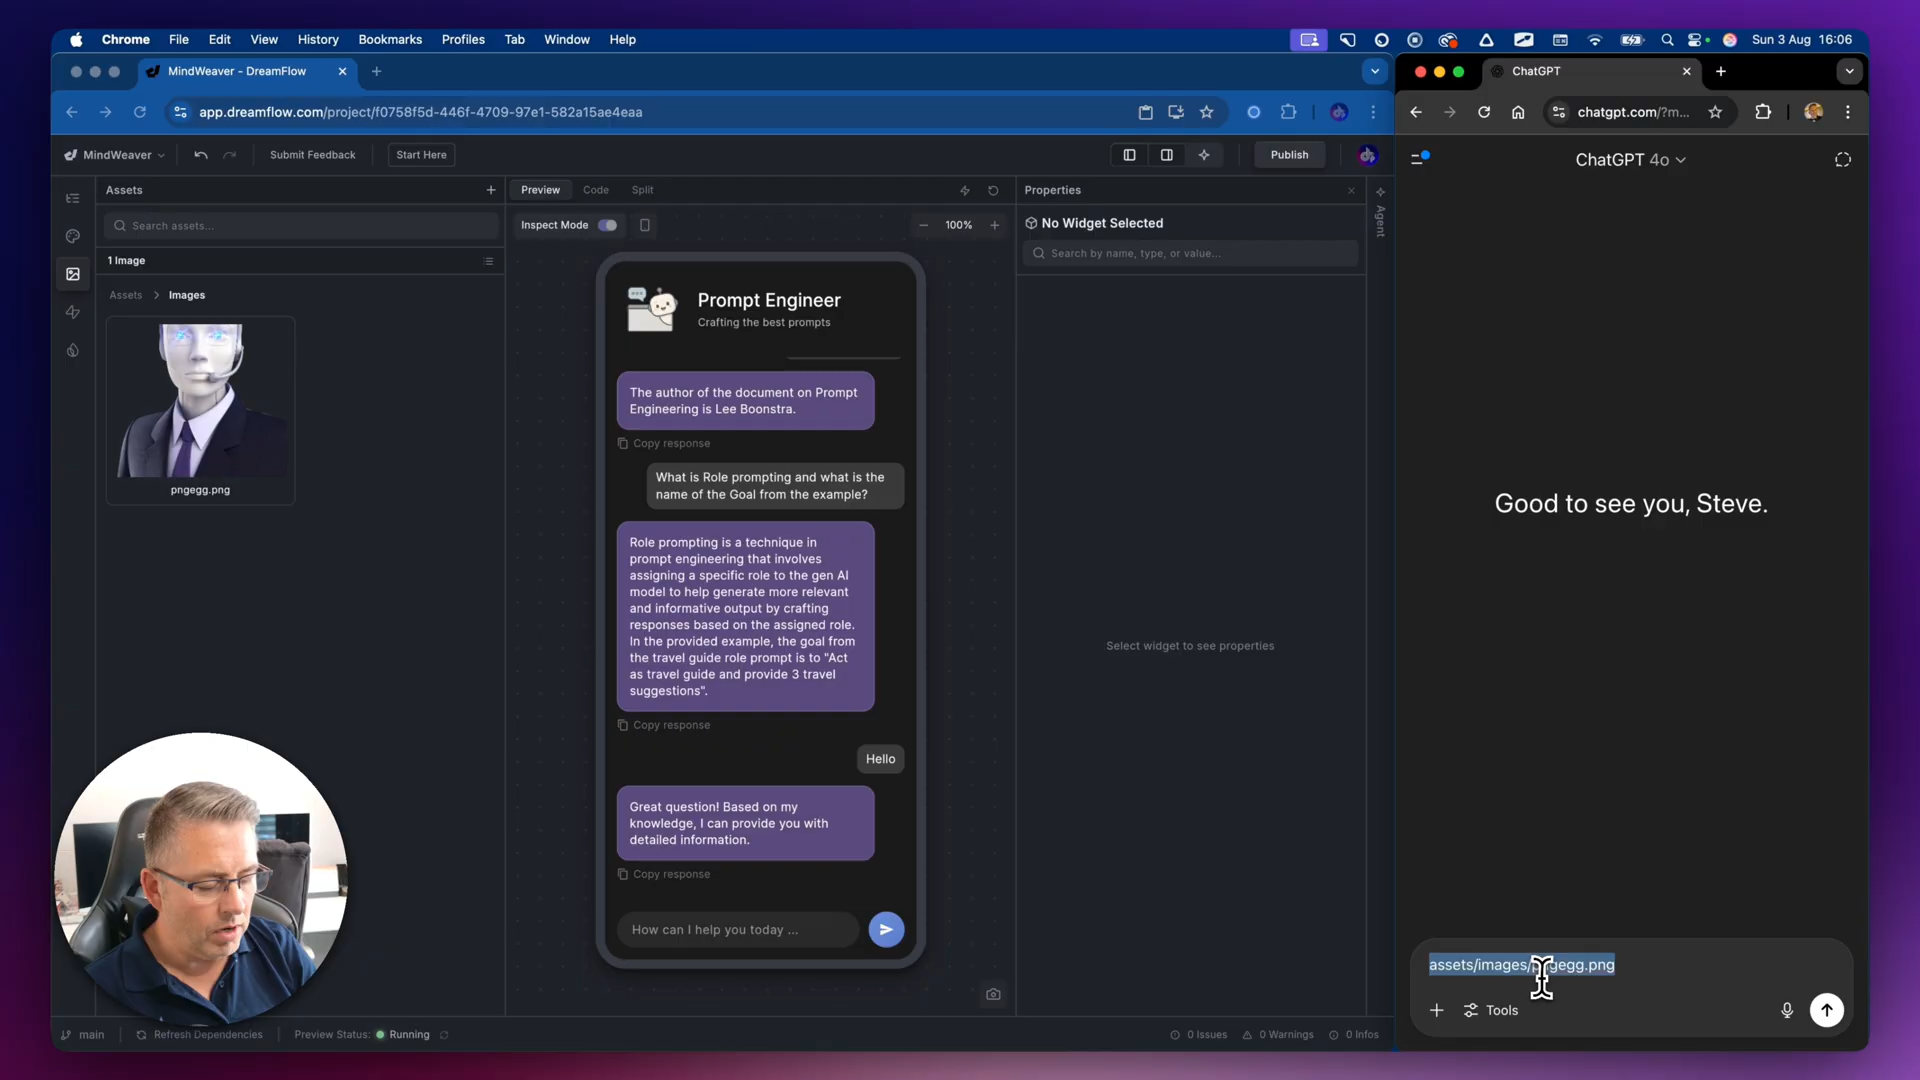 Chrome File Edit View History Bookmarks Profiles Tab Window Help
Sun 3 Aug 16:06
MindWeaver - DreamFlow
app.dreamflow.com/project/f0758f5d-446f-4709-97e1-582a15ae4eaa
MindWeaver
Submit Feedback
Start Here
Publish
Assets
Search assets...
1 Image
Assets > Images
pngegg.png
Preview Code Split
Inspect Mode
100%
Prompt Engineer
Crafting the best prompts
The author of the document on Prompt
Engineering is Lee Boonstra.
Copy response
What is Role prompting and what is the
name of the Goal from the example?
Role prompting is a technique in
prompt engineering that involves
assigning a specific role to the gen AI
model to help generate more relevant
and informative output by crafting
responses based on the assigned role.
In the provided example, the goal from
the travel guide role prompt is to "Act
as travel guide and provide 3 travel
suggestions".
Copy response
Hello
Great question! Based on my
knowledge, I can provide you with
detailed information.
Copy response
How can I help you today ...
Properties
No Widget Selected
Search by name, type, or value...
Select widget to see properties
Agent
main
Refresh Dependencies
Preview Status: Running
0 Issues
0 Warnings
0 Infos
ChatGPT
chatgpt.com/?m...
ChatGPT 4o
Good to see you, Steve.
assets/images/pngegg.png
Tools